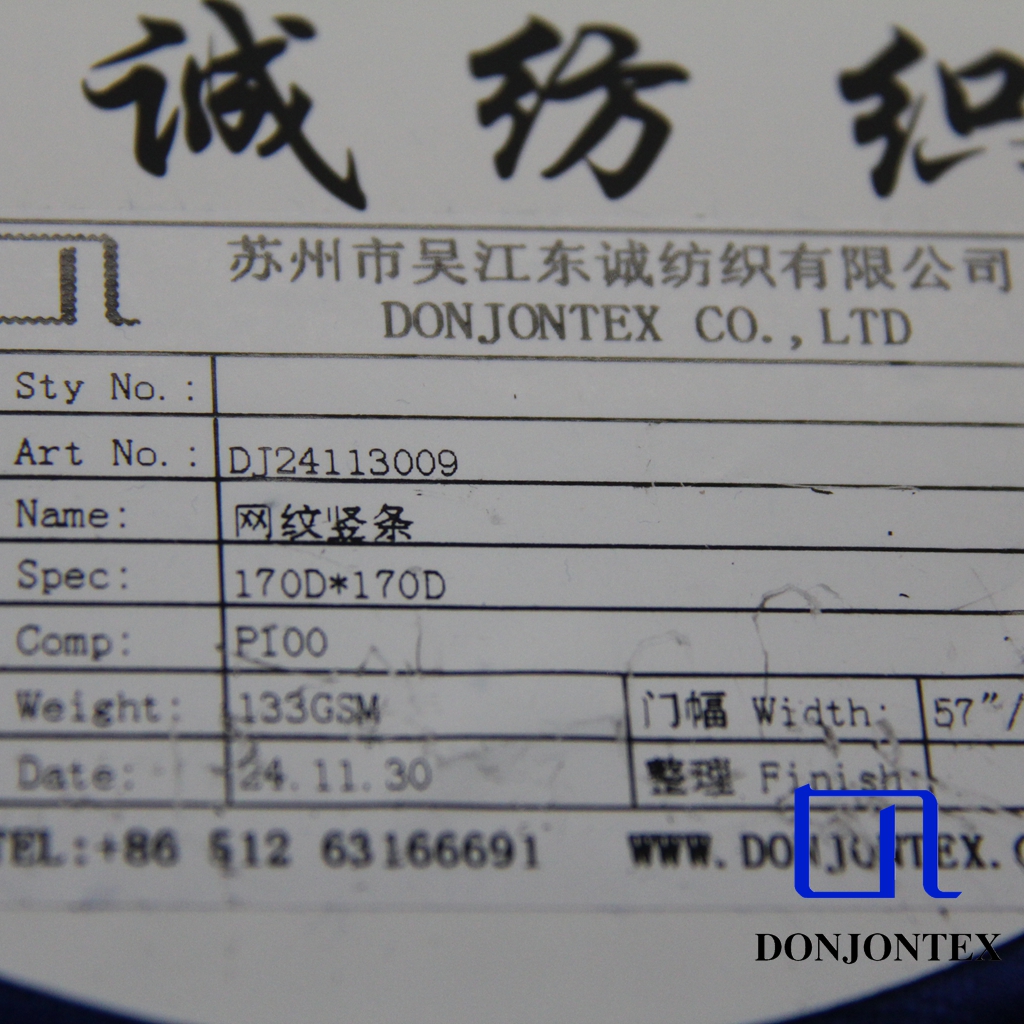 诚纺织
苏州市吴江东诚纺织有限公司
DONJONTEX CO.,LTD
Sty No.:
Art No.: DJ24113009
Name: 网纹竖条
Spec: 170D*170D
Comp: P100
Weight: 133GSM 门幅 Width: 57"/
Date: 24.11.30 整理 Finish:
TEL:+86 512 63166691 WWW.DONJONTEX.
DONJONTEX